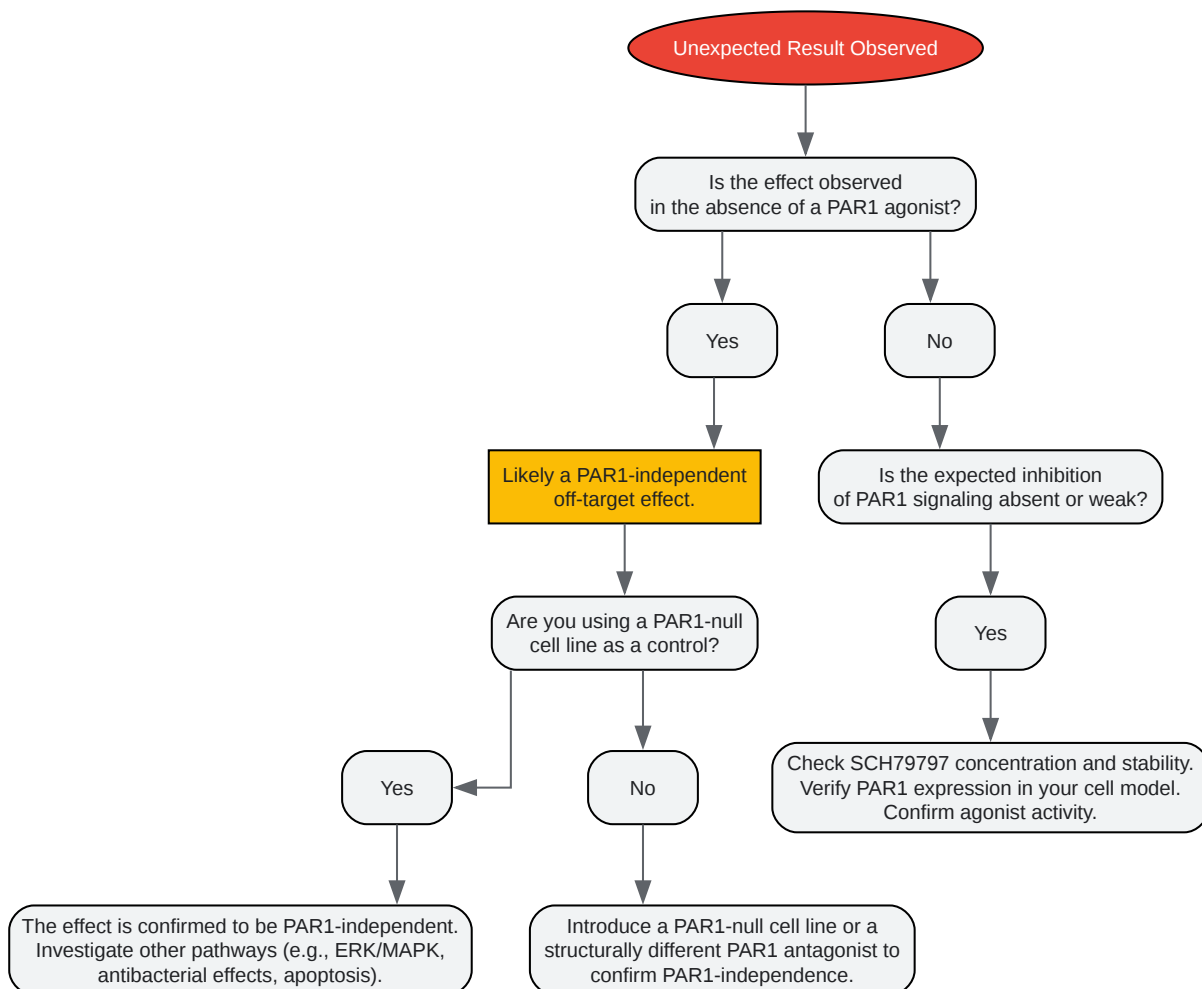 Unexpected Result Observed
Is the effect observed
in the absence of a PAR1 agonist?
Yes
No
Likely a PAR1-independent
off-target effect.
Is the expected inhibition
of PAR1 signaling absent or weak?
Are you using a PAR1-null
cell line as a control?
Yes
Yes
No
Check SCH79797 concentration and stability.
Verify PAR1 expression in your cell model.
Confirm agonist activity.
The effect is confirmed to be PAR1-independent.
Investigate other pathways (e.g., ERK/MAPK,
antibacterial effects, apoptosis).
Introduce a PAR1-null cell line or a
structurally different PAR1 antagonist to
confirm PAR1-independence.